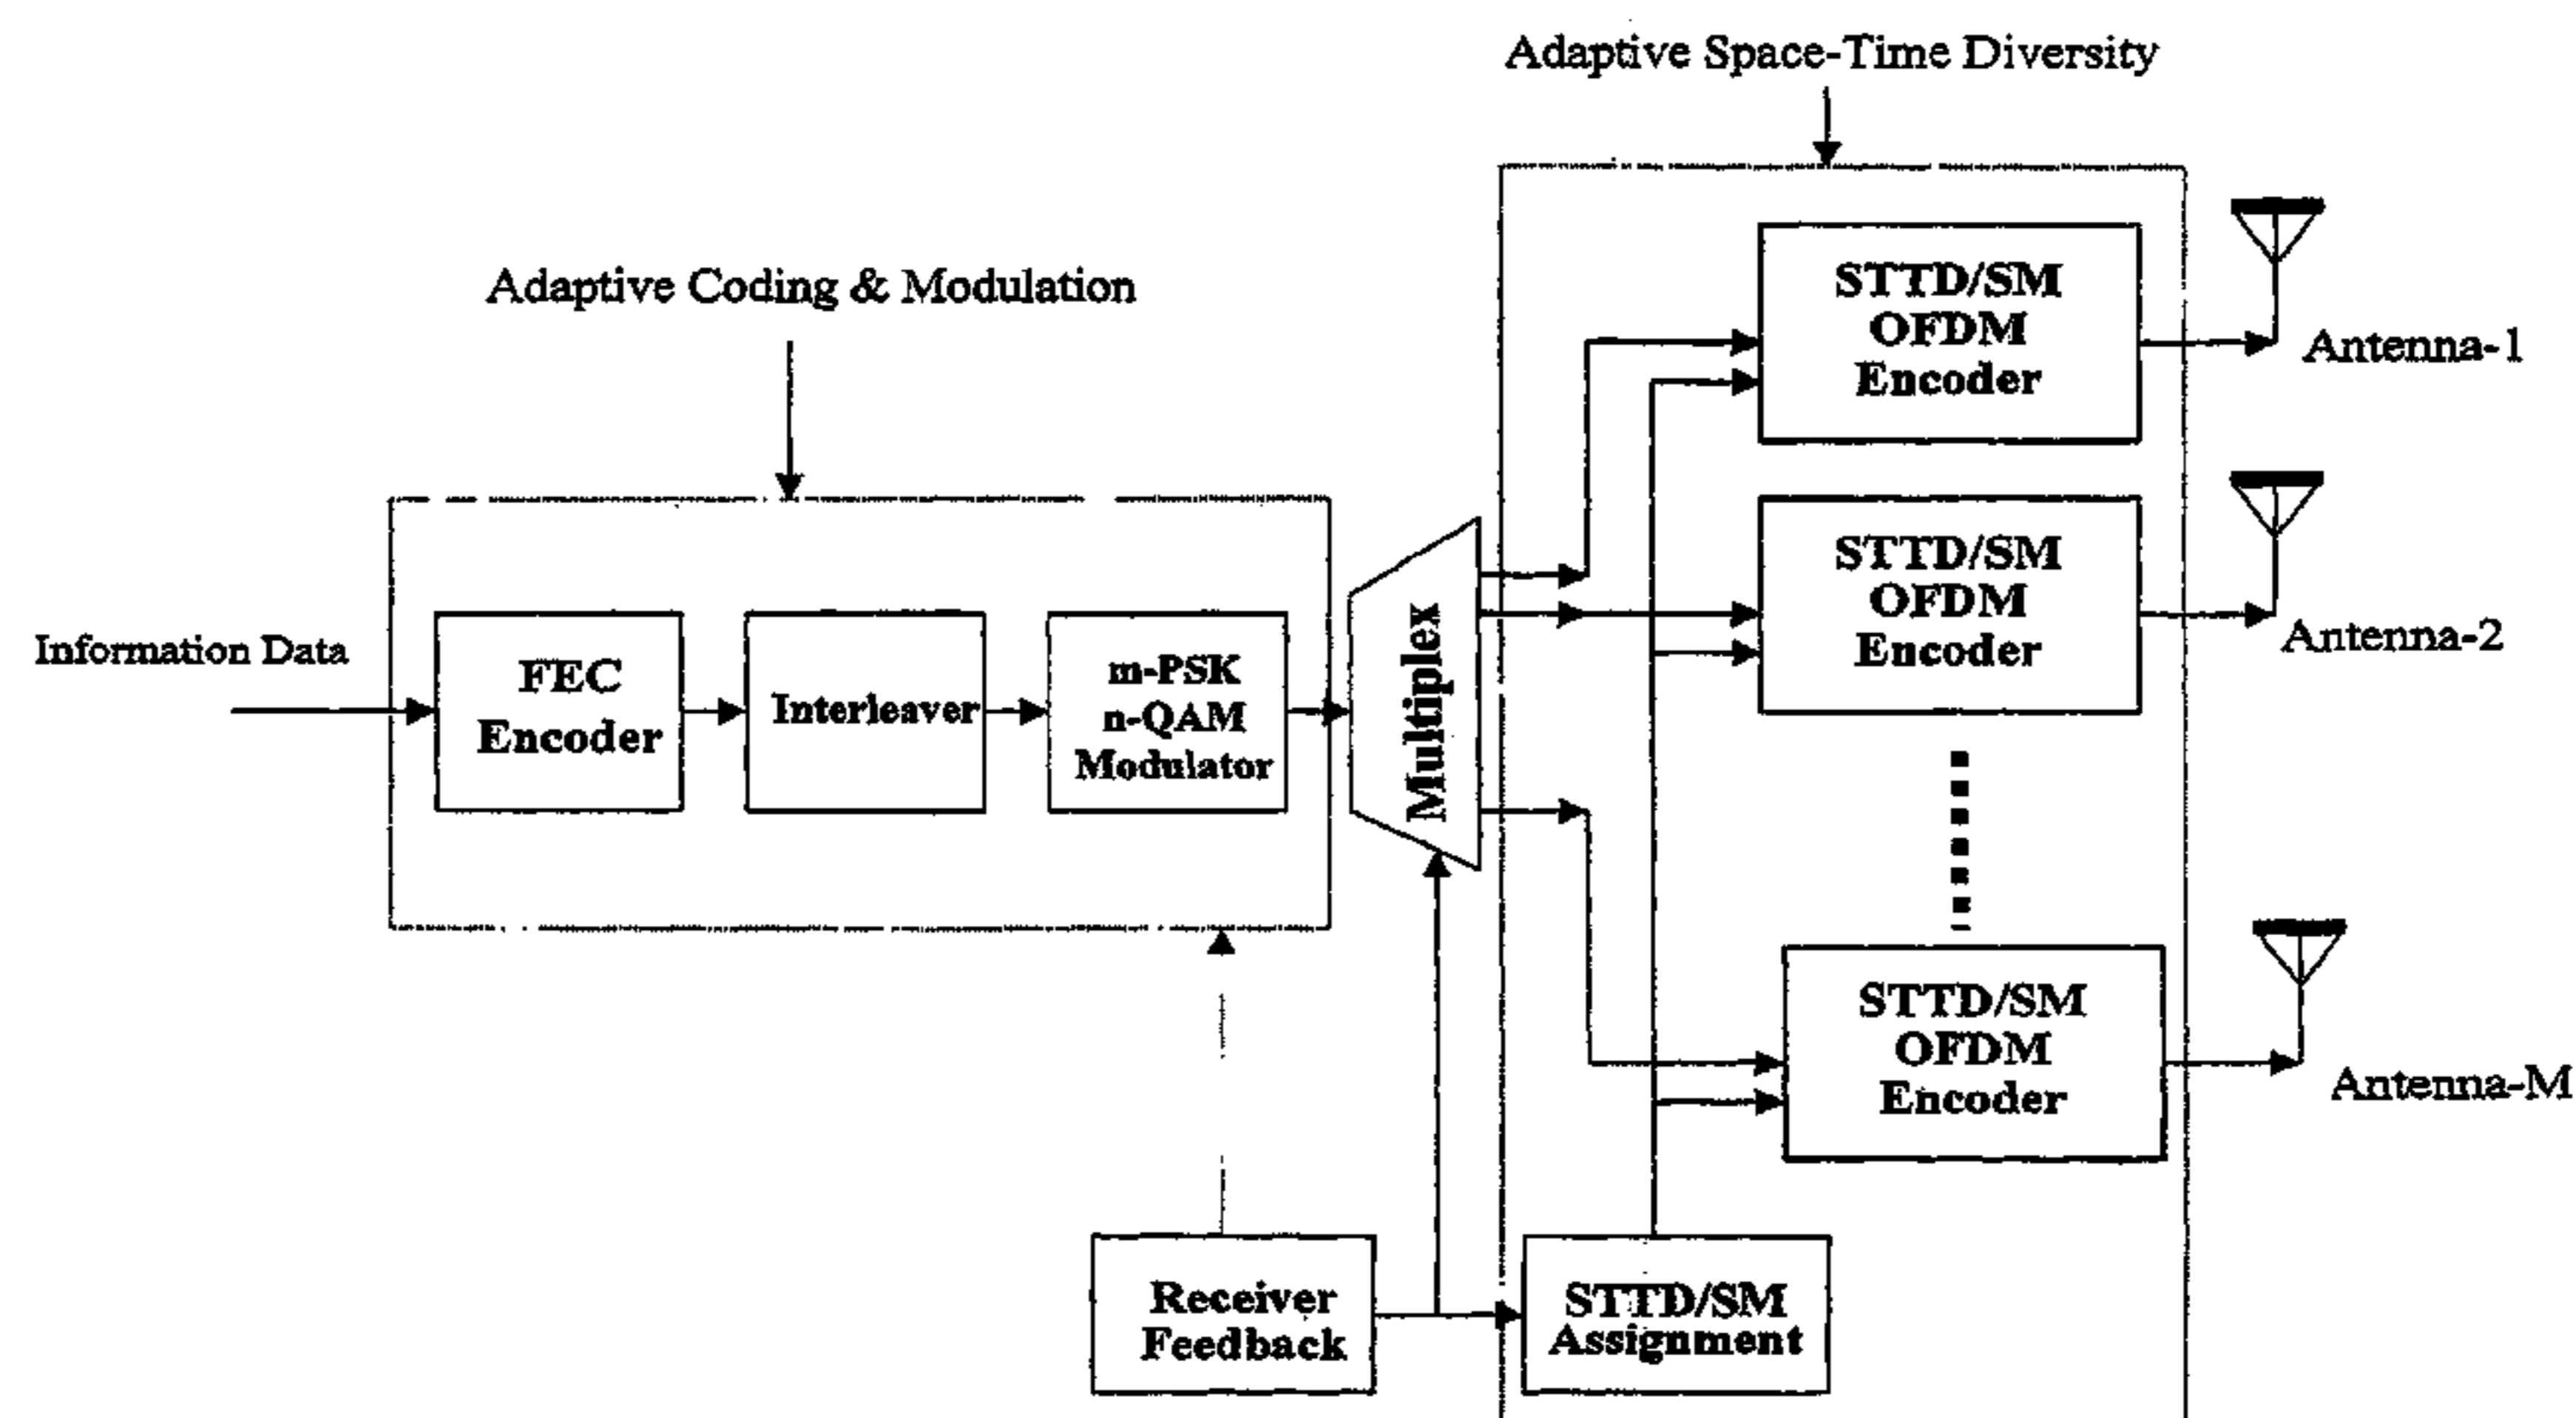 Adaptive Space-Time Diversity
Adaptive Coding & Modulation
Information Data
FEC
Encoder
Interleaver
m-PSK
n-QAM
Modulator
Multiplex
STTD/SM
OFDM
Encoder
Antenna-1
STTD/SM
OFDM
Encoder
Antenna-2
STTD/SM
OFDM
Encoder
Antenna-M
Receiver
Feedback
STTD/SM
Assignment